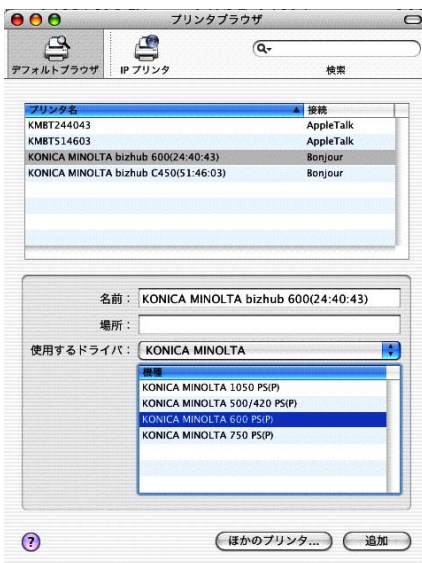 プリンタブラウザ
デフォルトブラウザ IP プリンタ 検索
プリンタ名 接続
KMBT244043 AppleTalk
KMBT514603 AppleTalk
KONICA MINOLTA bizhub 600(24:40:43) Bonjour
KONICA MINOLTA bizhub C450(51:46:03) Bonjour
名前： KONICA MINOLTA bizhub 600(24:40:43)
場所：
使用するドライバ： KONICA MINOLTA
機種
KONICA MINOLTA 1050 PS(P)
KONICA MINOLTA 500/420 PS(P)
KONICA MINOLTA 600 PS(P)
KONICA MINOLTA 750 PS(P)
? ほかのプリンタ... 追加